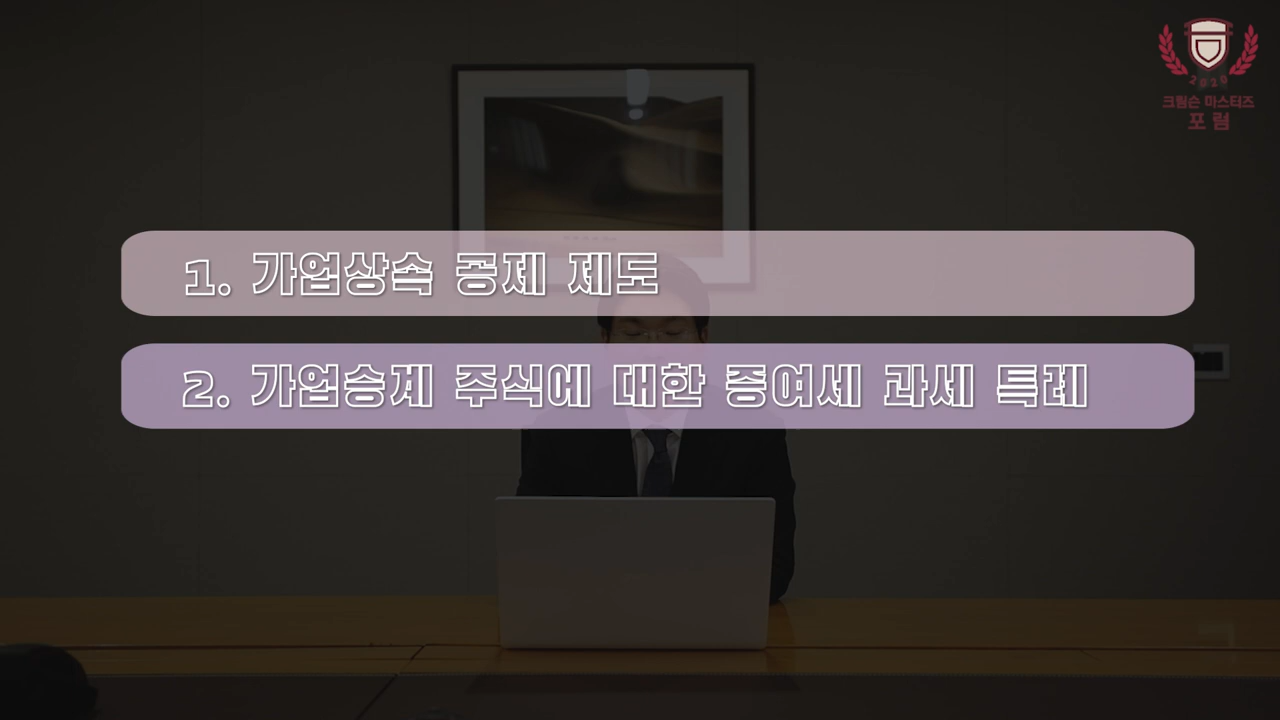 2020
크림슨 마스터즈
포럼
1. 가업상속 공제 제도
2. 가업승계 주식에 대한 증여세 과세 특례